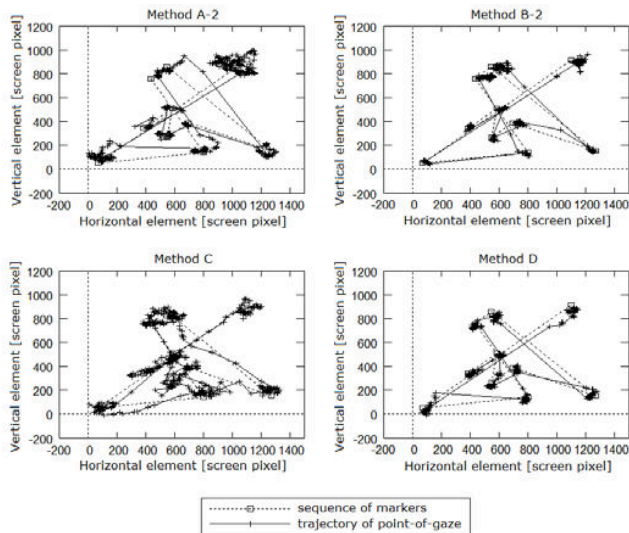 Method A-2
1200
1000
800
600
400
200
0
-200
Vertical element [screen pixel]
-200 0 200 400 600 800 1000 1200 1400
Horizontal element [screen pixel]
Method B-2
1200
1000
800
600
400
200
0
-200
Vertical element [screen pixel]
-200 0 200 400 600 800 1000 1200 1400
Horizontal element [screen pixel]
Method C
1200
1000
800
600
400
200
0
-200
Vertical element [screen pixel]
-200 0 200 400 600 800 1000 1200 1400
Horizontal element [screen pixel]
Method D
1200
1000
800
600
400
200
0
-200
Vertical element [screen pixel]
-200 0 200 400 600 800 1000 1200 1400
Horizontal element [screen pixel]
sequence of markers
trajectory of point-of-gaze